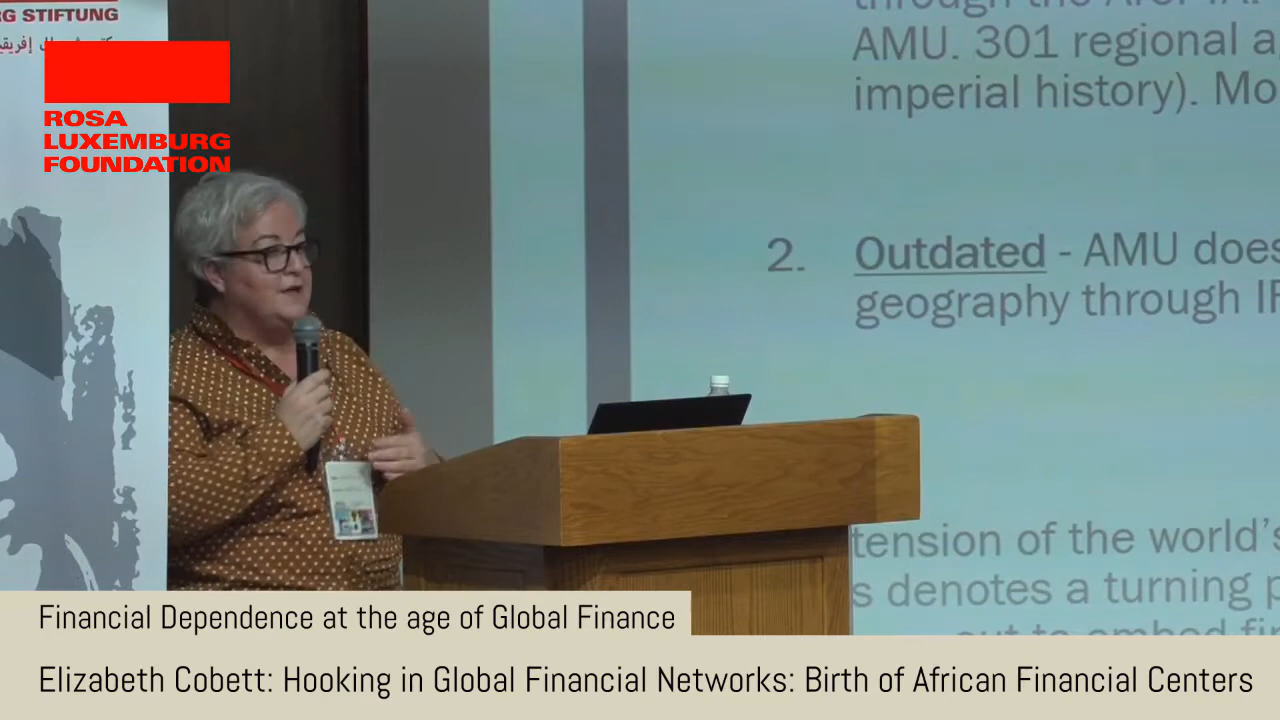 RG STIFTUNG
ROSA
LUXEMBURG
FOUNDATION
AMU. 301 regional a
imperial history). Mo
2. Outdated - AMU does
geography through
tension of the world's
s denotes a turning p
Financial Dependence at the age of Global Finance
Elizabeth Cobett: Hooking in Global Financial Networks: Birth of African Financial Centers